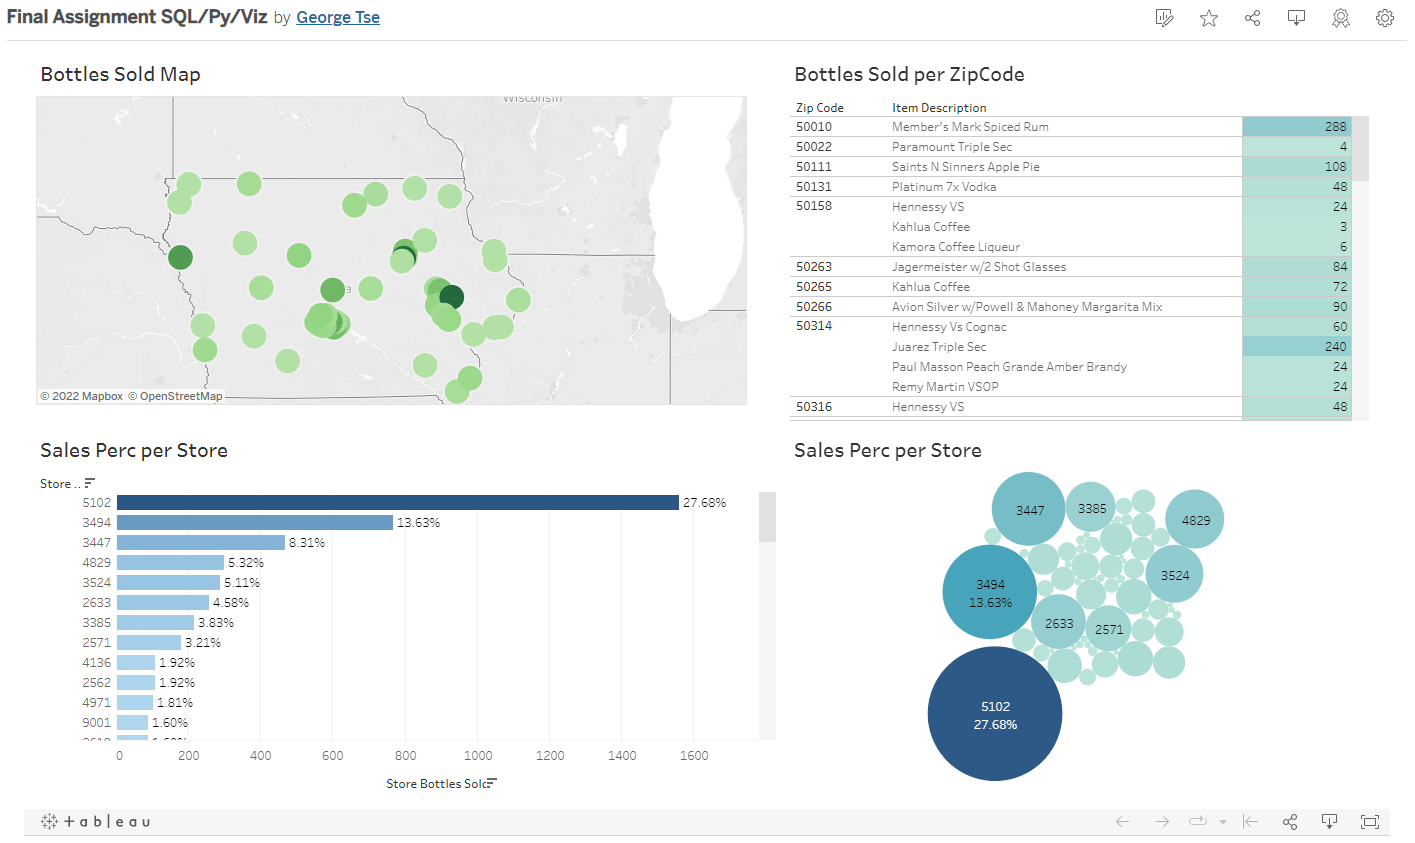 Final Assignment SQL/Py/Viz by George Tse
Bottles Sold Map
Wisconsin
© 2022 Mapbox © OpenStreetMap
Bottles Sold per ZipCode
Zip Code Item Description
50010 Member's Mark Spiced Rum 288
50022 Paramount Triple Sec 4
50111 Saints N Sinners Apple Pie 108
50131 Platinum 7x Vodka 48
50158 Hennessy VS 24
Kahlua Coffee 3
Kamora Coffee Liqueur 6
50263 Jagermeister w/2 Shot Glasses 84
50265 Kahlua Coffee 72
50266 Avion Silver w/Powell & Mahoney Margarita Mix 90
50314 Hennessy Vs Cognac 60
Juarez Triple Sec 240
Paul Masson Peach Grande Amber Brandy 24
Remy Martin VSOP 24
50316 Hennessy VS 48
Sales Perc per Store
Store ..
5102 27.68%
3494 13.63%
3447 8.31%
4829 5.32%
3524 5.11%
2633 4.58%
3385 3.83%
2571 3.21%
4136 1.92%
2562 1.92%
4971 1.81%
9001 1.60%
0 200 400 600 800 1000 1200 1400 1600
Store Bottles Sold
Sales Perc per Store
3447
3385
4829
3494
13.63%
3524
2633
2571
5102
27.68%
+ableau